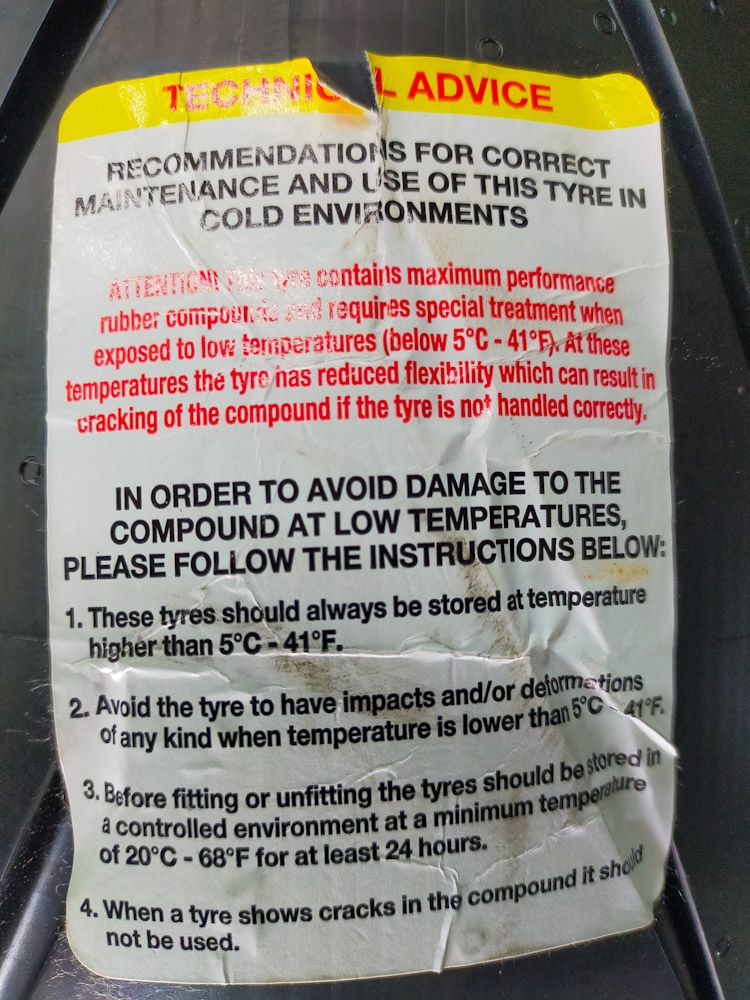 TECHNICAL ADVICE
RECOMMENDATIONS FOR CORRECT
MAINTENANCE AND USE OF THIS TYRE IN
COLD ENVIRONMENTS
ATTENTION! This tyre contains maximum performance
rubber compounds and requires special treatment when
exposed to low temperatures (below 5°C - 41°F). At these
temperatures the tyre has reduced flexibility which can result in
cracking of the compound if the tyre is not handled correctly.
IN ORDER TO AVOID DAMAGE TO THE
COMPOUND AT LOW TEMPERATURES,
PLEASE FOLLOW THE INSTRUCTIONS BELOW:
1. These tyres should always be stored at temperature
higher than 5°C - 41°F.
2. Avoid the tyre to have impacts and/or deformations
of any kind when temperature is lower than 5°C - 41°F.
3. Before fitting or unfitting the tyres should be stored in
a controlled environment at a minimum temperature
of 20°C - 68°F for at least 24 hours.
4. When a tyre shows cracks in the compound it should
not be used.